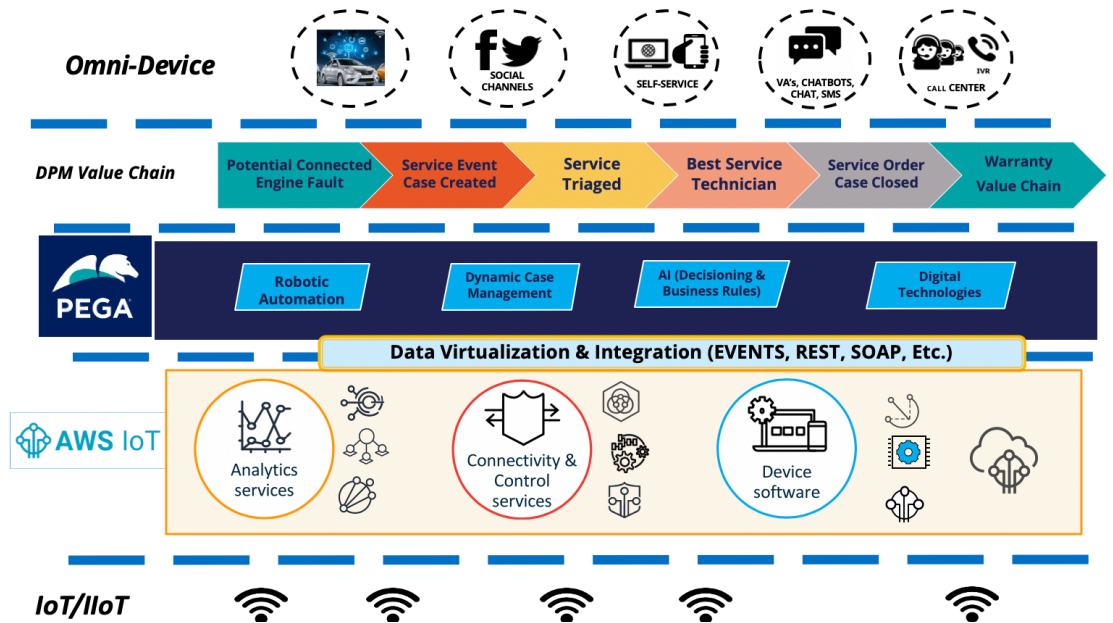 Omni-Device
SOCIAL
CHANNELS
SELF-SERVICE
VA's, CHATBOTS,
CHAT, SMS
IVR
CALL CENTER
DPM Value Chain
Potential Connected
Engine Fault
Service Event
Case Created
Service
Triaged
Best Service
Technician
Service Order
Case Closed
Warranty
Value Chain
PEGA
Robotic
Automation
Dynamic Case
Management
AI (Decisioning &
Business Rules)
Digital
Technologies
Data Virtualization & Integration (EVENTS, REST, SOAP, Etc.)
AWS IoT
Analytics
services
Connectivity &
Control
services
Device
software
IoT/IIoT